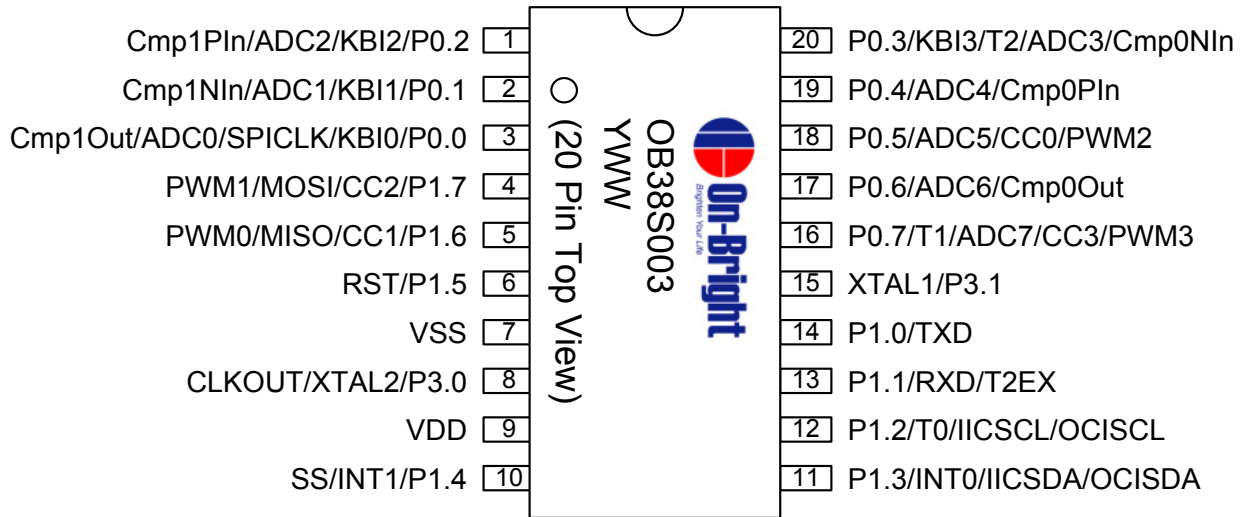 Cmp1PIn/ADC2/KBI2/P0.2 1
Cmp1NIn/ADC1/KBI1/P0.1 2
Cmp1Out/ADC0/SPICLK/KBI0/P0.0 3
PWM1/MOSI/CC2/P1.7 4
PWM0/MISO/CC1/P1.6 5
RST/P1.5 6
VSS 7
CLKOUT/XTAL2/P3.0 8
VDD 9
SS/INT1/P1.4 10
On-Bright
Brighten Your Life
OB38S003
YWW
(20 Pin Top View)
20 P0.3/KBI3/T2/ADC3/Cmp0NIn
19 P0.4/ADC4/Cmp0PIn
18 P0.5/ADC5/CC0/PWM2
17 P0.6/ADC6/Cmp0Out
16 P0.7/T1/ADC7/CC3/PWM3
15 XTAL1/P3.1
14 P1.0/TXD
13 P1.1/RXD/T2EX
12 P1.2/T0/IICSCL/OCISCL
11 P1.3/INT0/IICSDA/OCISDA